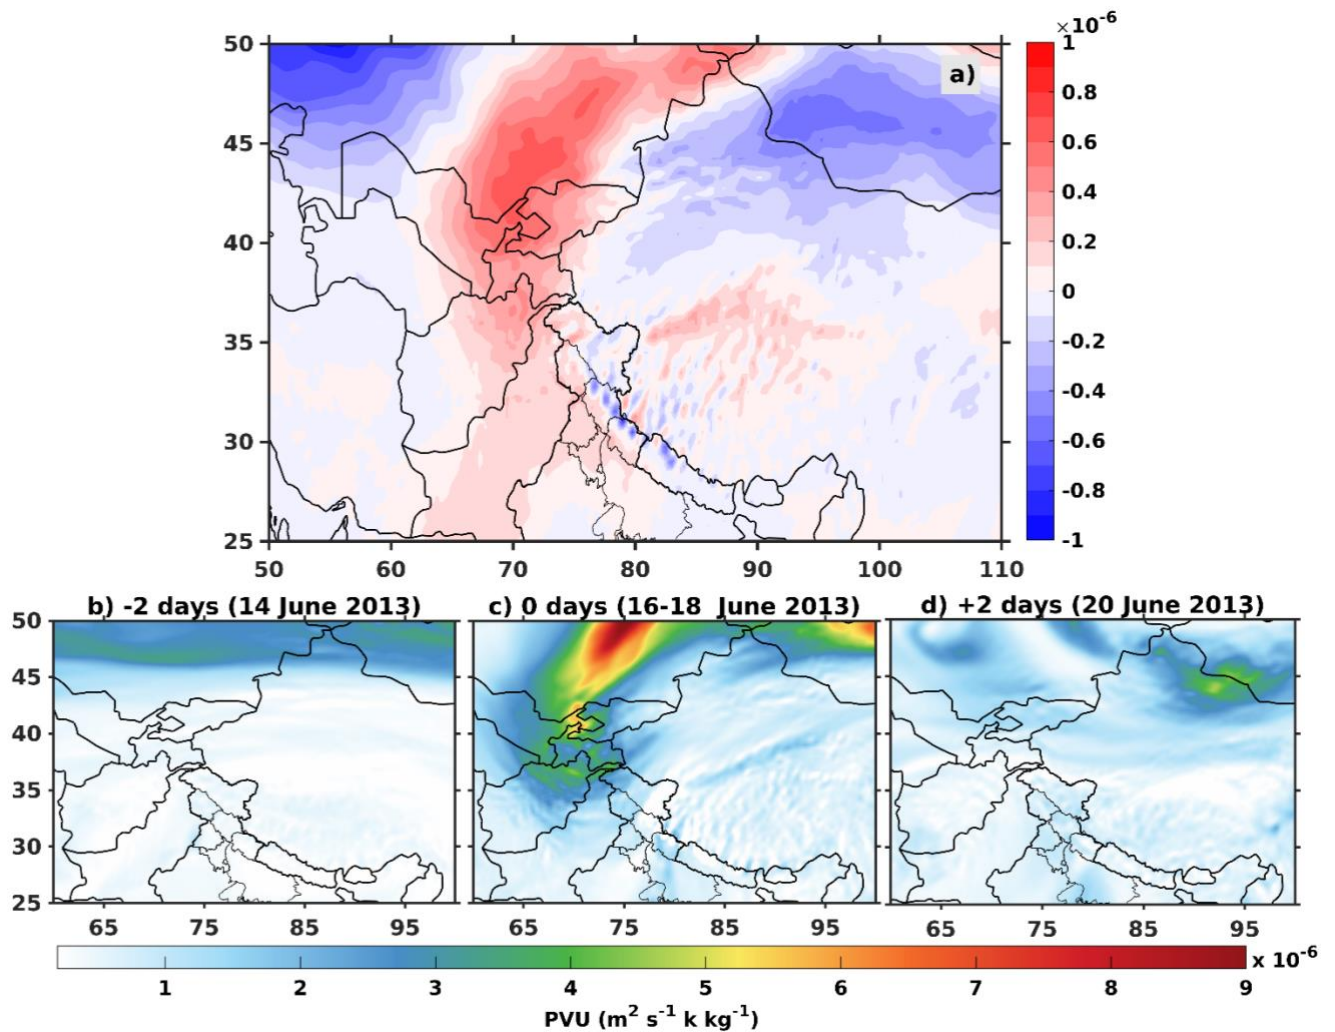 ×10⁻⁶
a)
50
45
40
35
30
25
50 60 70 80 90 100 110
1
0.8
0.6
0.4
0.2
0
-0.2
-0.4
-0.6
-0.8
-1
b) -2 days (14 June 2013)
c) 0 days (16-18 June 2013)
d) +2 days (20 June 2013)
50
45
40
35
30
25
65 75 85 95
65 75 85 95
65 75 85 95
x 10⁻⁶
1 2 3 4 5 6 7 8 9
PVU (m² s⁻¹ k kg⁻¹)